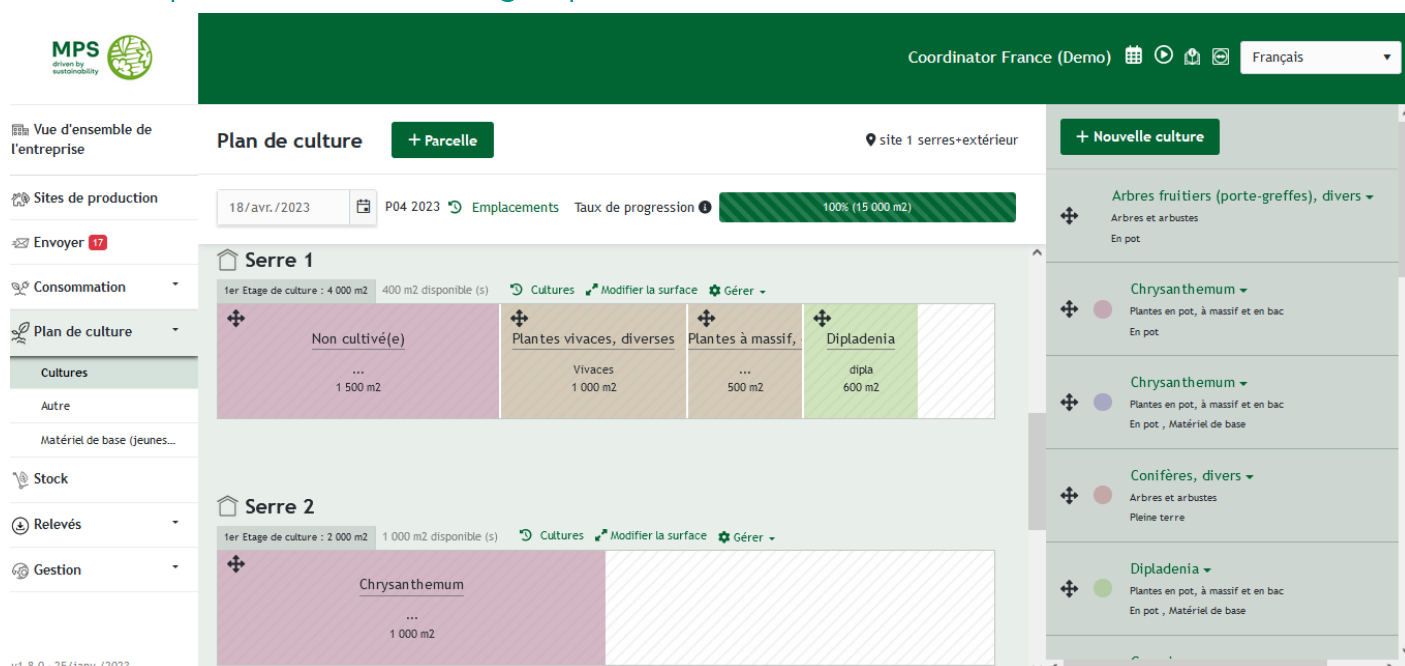 MPS
driven by
sustainability
Coordinator France (Demo)
Français
Vue d'ensemble de
l'entreprise
Sites de production
Envoyer 17
Consommation
Plan de culture
Cultures
Autre
Matériel de base (jeunes...
Stock
Relevés
Gestion
Plan de culture
+ Parcelle
site 1 serres+extérieur
18/avr./2023
P04 2023
Emplacements
Taux de progression
100% (15 000 m2)
Serre 1
1er Etage de culture : 4 000 m2
400 m2 disponible (s)
Cultures
Modifier la surface
Gérer
Non cultivé(e)
...
1 500 m2
Plantes vivaces, diverses
Vivaces
1 000 m2
Plantes à massif,
...
500 m2
Dipladenia
dipla
600 m2
Serre 2
1er Etage de culture : 2 000 m2
1 000 m2 disponible (s)
Cultures
Modifier la surface
Gérer
Chrysanthemum
...
1 000 m2
+ Nouvelle culture
Arbres fruitiers (porte-greffes), divers
Arbres et arbustes
En pot
Chrysanthemum
Plantes en pot, à massif et en bac
En pot
Chrysanthemum
Plantes en pot, à massif et en bac
En pot , Matériel de base
Conifères, divers
Arbres et arbustes
Pleine terre
Dipladenia
Plantes en pot, à massif et en bac
En pot , Matériel de base